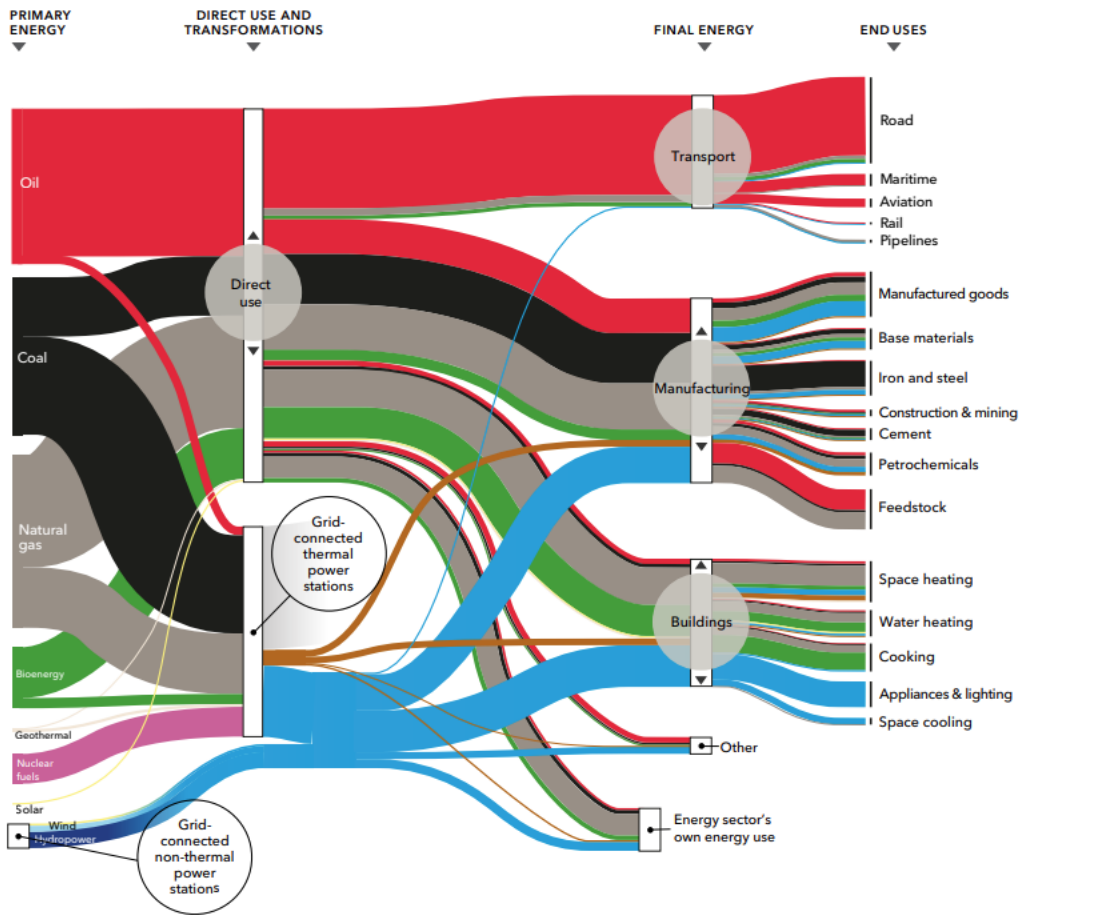 PRIMARY
ENERGY
DIRECT USE AND
TRANSFORMATIONS
FINAL ENERGY
END USES
Oil
Coal
Natural
gas
Bioenergy
Geothermal
Nuclear
fuels
Solar
Wind
Hydropower
Direct
use
Grid-
connected
thermal
power
stations
Grid-
connected
non-thermal
power
stations
Transport
Manufacturing
Buildings
Other
Energy sector's
own energy use
Road
Maritime
Aviation
Rail
Pipelines
Manufactured goods
Base materials
Iron and steel
Construction & mining
Cement
Petrochemicals
Feedstock
Space heating
Water heating
Cooking
Appliances & lighting
Space cooling